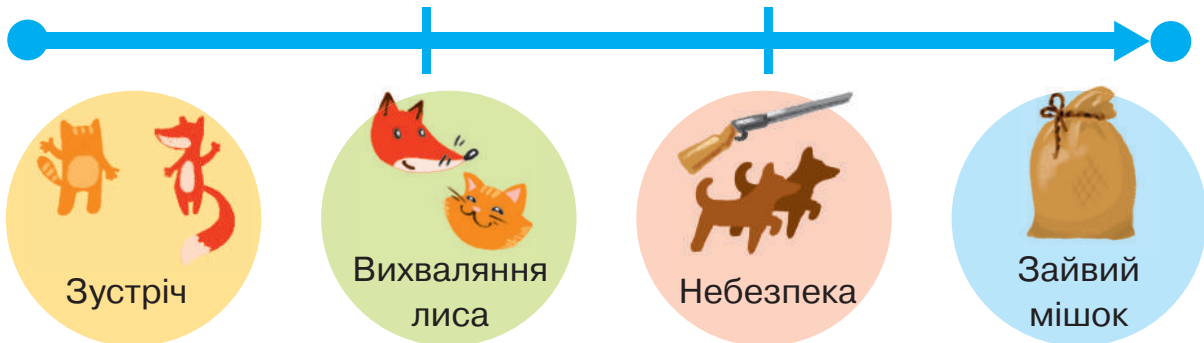 Зустріч
Вихваляння
лиса
Небезпека
Зайвий
мішок